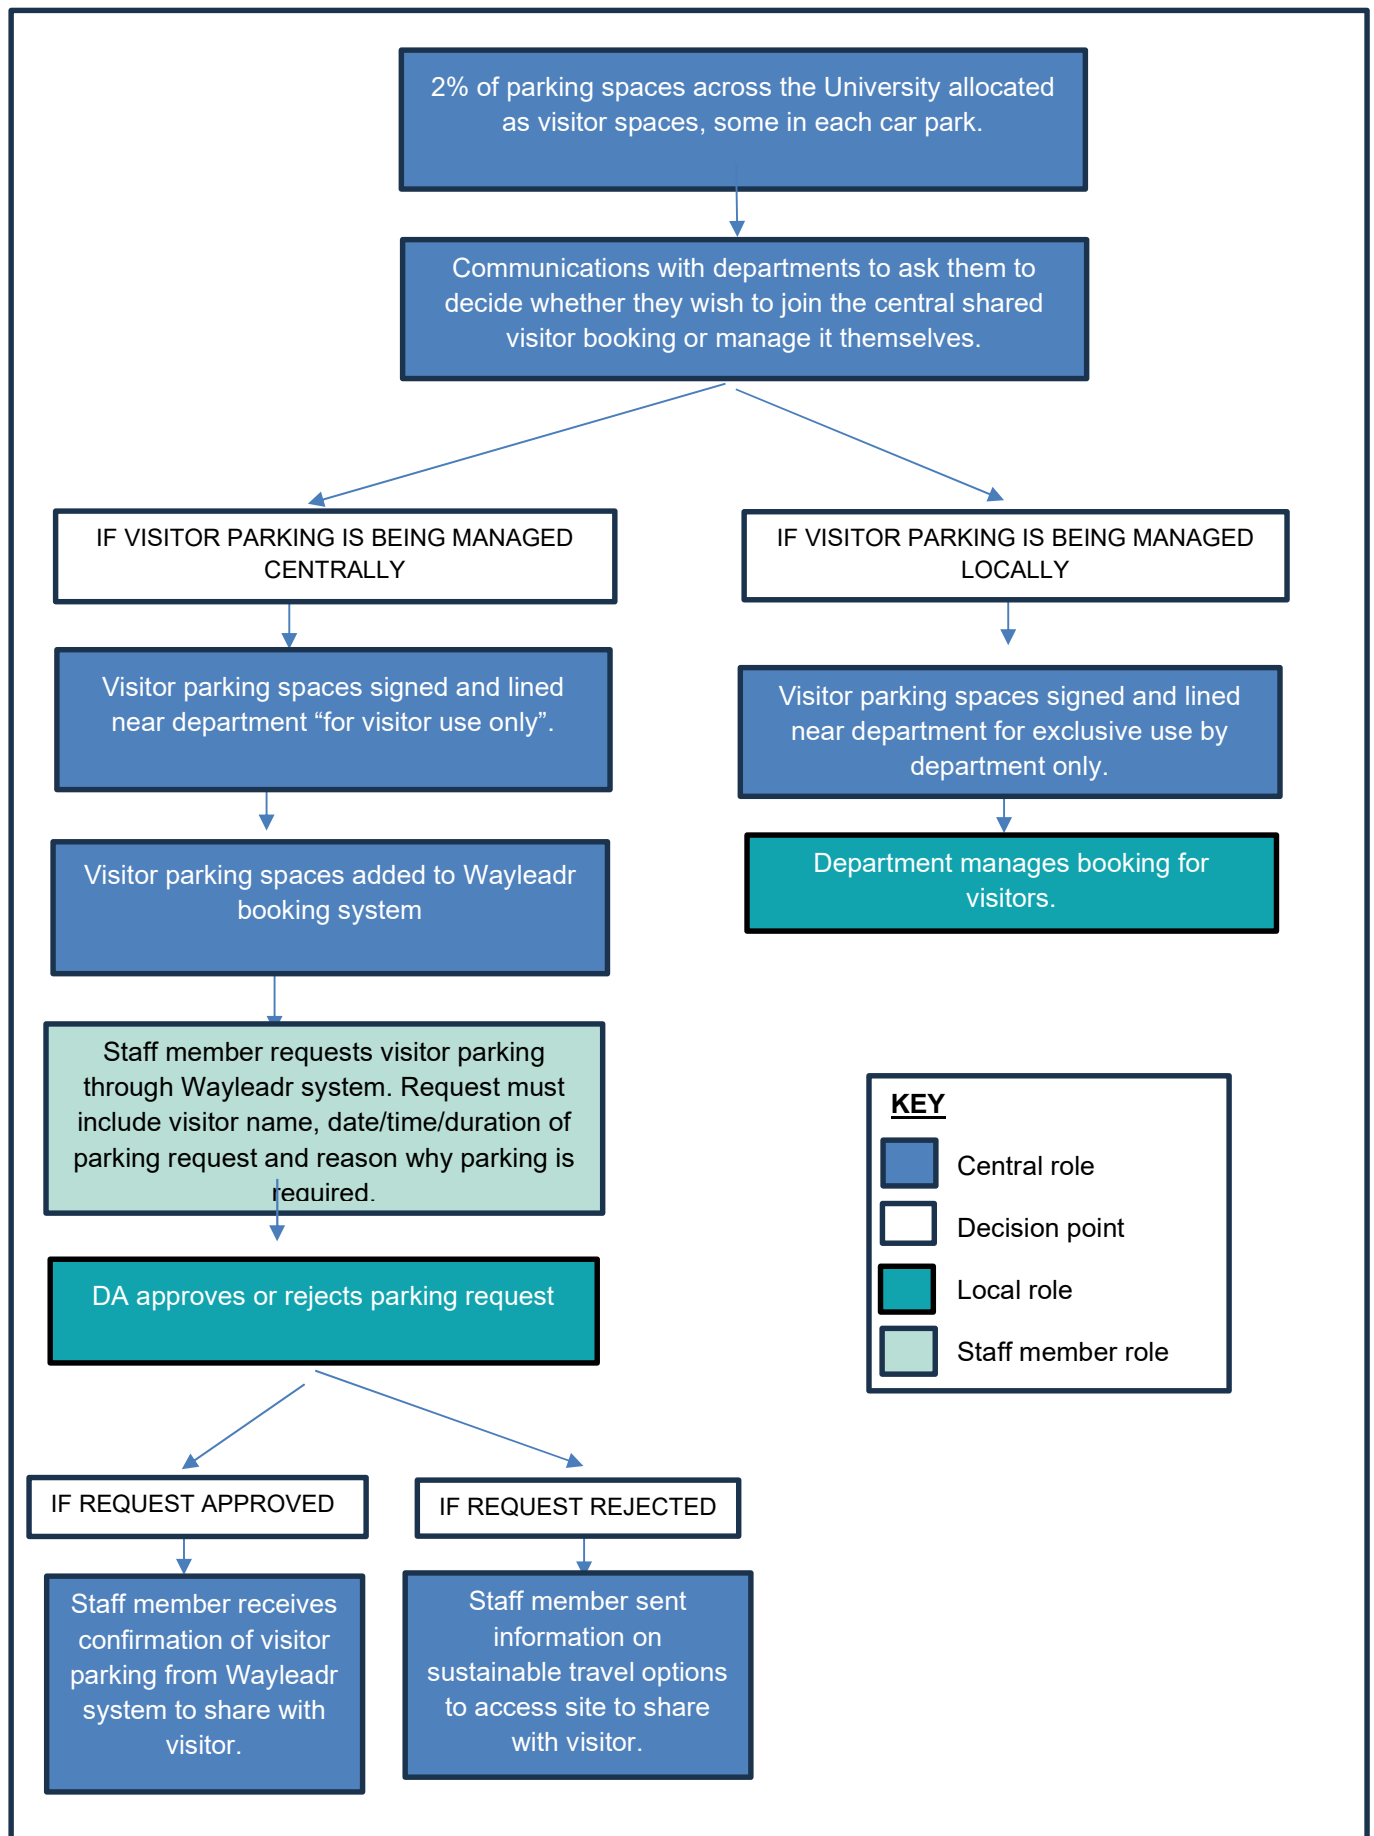 2% of parking spaces across the University allocated
as visitor spaces, some in each car park.
Communications with departments to ask them to
decide whether they wish to join the central shared
visitor booking or manage it themselves.
IF VISITOR PARKING IS BEING MANAGED
CENTRALLY
IF VISITOR PARKING IS BEING MANAGED
LOCALLY
Visitor parking spaces signed and lined
near department “for visitor use only”.
Visitor parking spaces signed and lined
near department for exclusive use by
department only.
Visitor parking spaces added to Wayleadr
booking system
Department manages booking for
visitors.
Staff member requests visitor parking
through Wayleadr system. Request must
include visitor name, date/time/duration of
parking request and reason why parking is
required.
KEY
Central role
Decision point
Local role
Staff member role
DA approves or rejects parking request
IF REQUEST APPROVED
IF REQUEST REJECTED
Staff member receives
confirmation of visitor
parking from Wayleadr
system to share with
visitor.
Staff member sent
information on
sustainable travel options
to access site to share
with visitor.